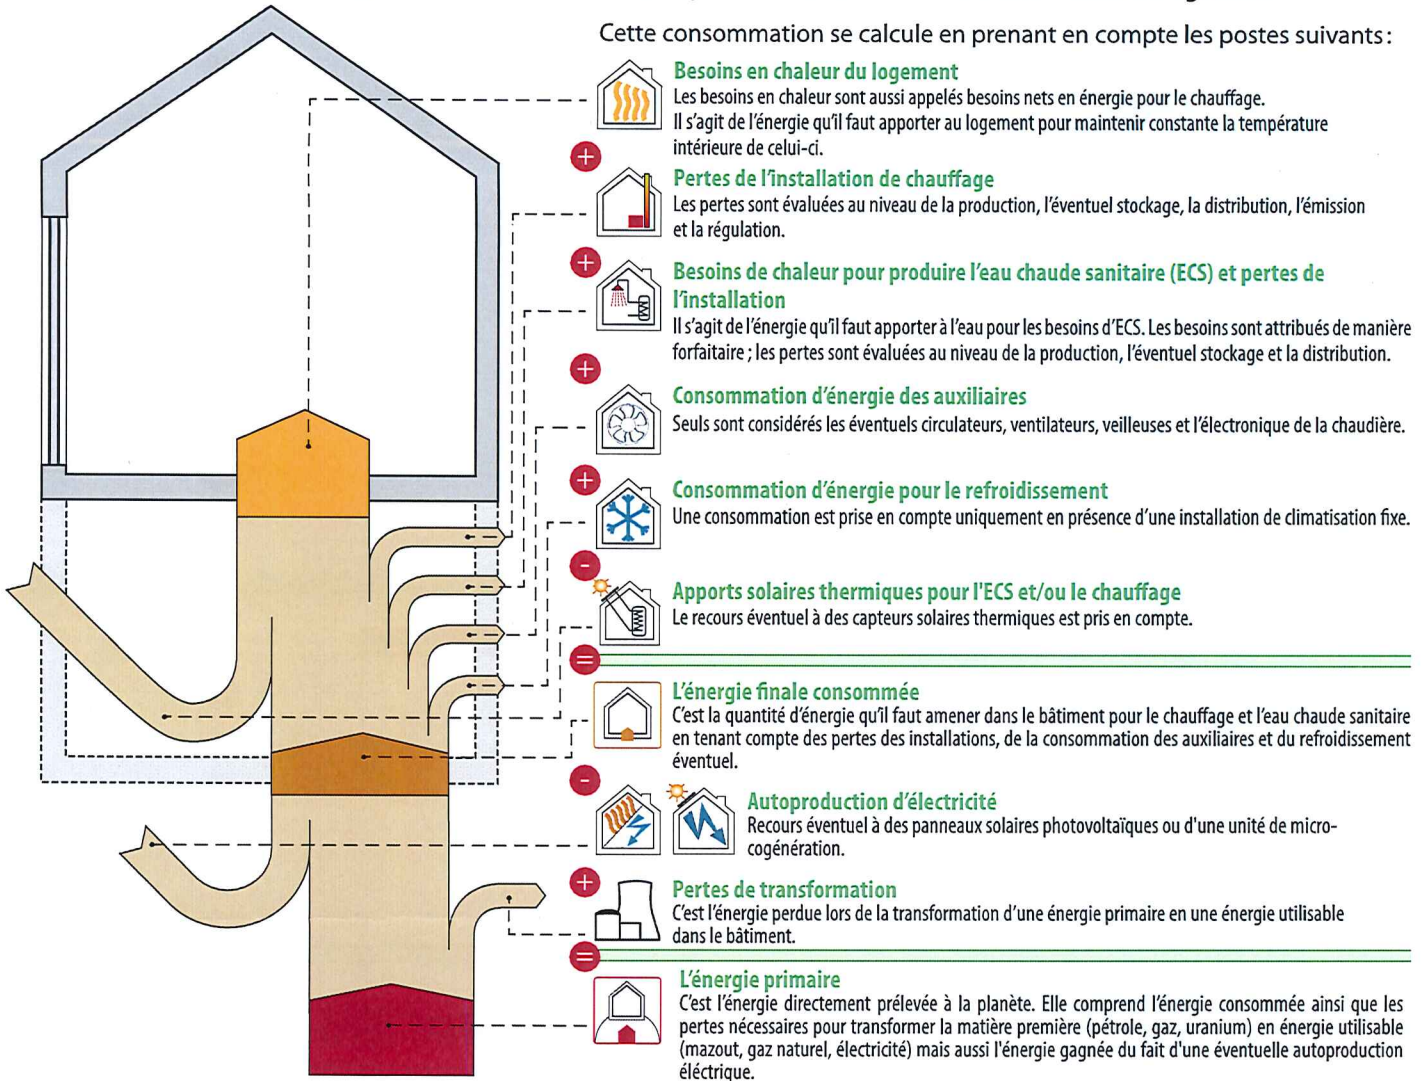 Cette consommation se calcule en prenant en compte les postes suivants :
Besoins en chaleur du logement
Les besoins en chaleur sont aussi appelés besoins nets en énergie pour le chauffage.
Il s'agit de l'énergie qu'il faut apporter au logement pour maintenir constante la température
intérieure de celui-ci.
+
Pertes de l'installation de chauffage
Les pertes sont évaluées au niveau de la production, l'éventuel stockage, la distribution, l'émission
et la régulation.
+
Besoins de chaleur pour produire l'eau chaude sanitaire (ECS) et pertes de
l'installation
Il s'agit de l'énergie qu'il faut apporter à l'eau pour les besoins d'ECS. Les besoins sont attribués de manière
forfaitaire ; les pertes sont évaluées au niveau de la production, l'éventuel stockage et la distribution.
+
Consommation d'énergie des auxiliaires
Seuls sont considérés les éventuels circulateurs, ventilateurs, veilleuses et l'électronique de la chaudière.
+
Consommation d'énergie pour le refroidissement
Une consommation est prise en compte uniquement en présence d'une installation de climatisation fixe.
-
Apports solaires thermiques pour l'ECS et/ou le chauffage
Le recours éventuel à des capteurs solaires thermiques est pris en compte.
=
L'énergie finale consommée
C'est la quantité d'énergie qu'il faut amener dans le bâtiment pour le chauffage et l'eau chaude sanitaire
en tenant compte des pertes des installations, de la consommation des auxiliaires et du refroidissement
éventuel.
-
Autoproduction d'électricité
Recours éventuel à des panneaux solaires photovoltaïques ou d'une unité de micro-
cogénération.
+
Pertes de transformation
C'est l'énergie perdue lors de la transformation d'une énergie primaire en une énergie utilisable
dans le bâtiment.
=
L'énergie primaire
C'est l'énergie directement prélevée à la planète. Elle comprend l'énergie consommée ainsi que les
pertes nécessaires pour transformer la matière première (pétrole, gaz, uranium) en énergie utilisable
(mazout, gaz naturel, électricité) mais aussi l'énergie gagnée du fait d'une éventuelle autoproduction
éléctrique.